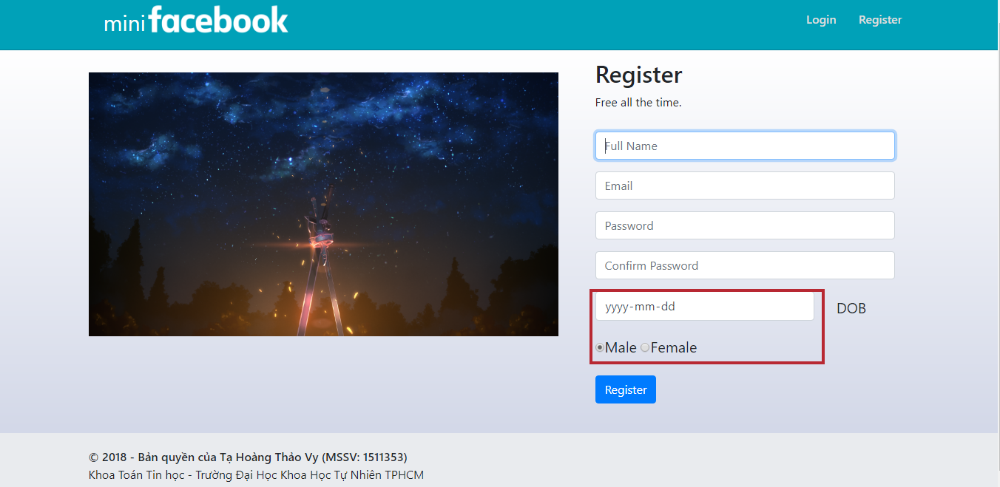 mini facebook
Login Register
Register
Free all the time.
Full Name
Email
Password
Confirm Password
yyyy-mm-dd DOB
Male Female
Register
© 2018 - Bản quyền của Tạ Hoàng Thảo Vy (MSSV: 1511353)
Khoa Toán Tin học - Trường Đại Học Khoa Học Tự Nhiên TPHCM